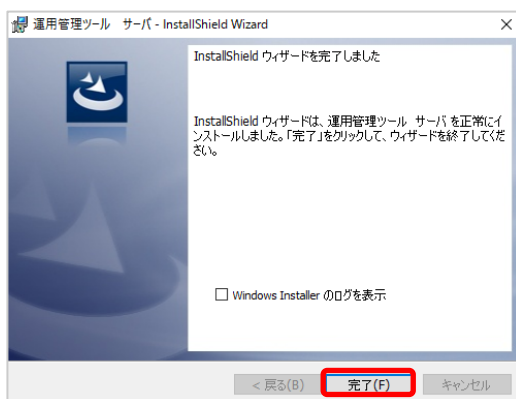 運用管理ツール サーバ - InstallShield Wizard
InstallShield ウィザードを完了しました
InstallShield ウィザードは、運用管理ツール サーバ を正常にイ
ンストールしました。「完了」をクリックして、ウィザードを終了してくだ
さい。
Windows Installer のログを表示
< 戻る(B) 完了(F) キャンセル